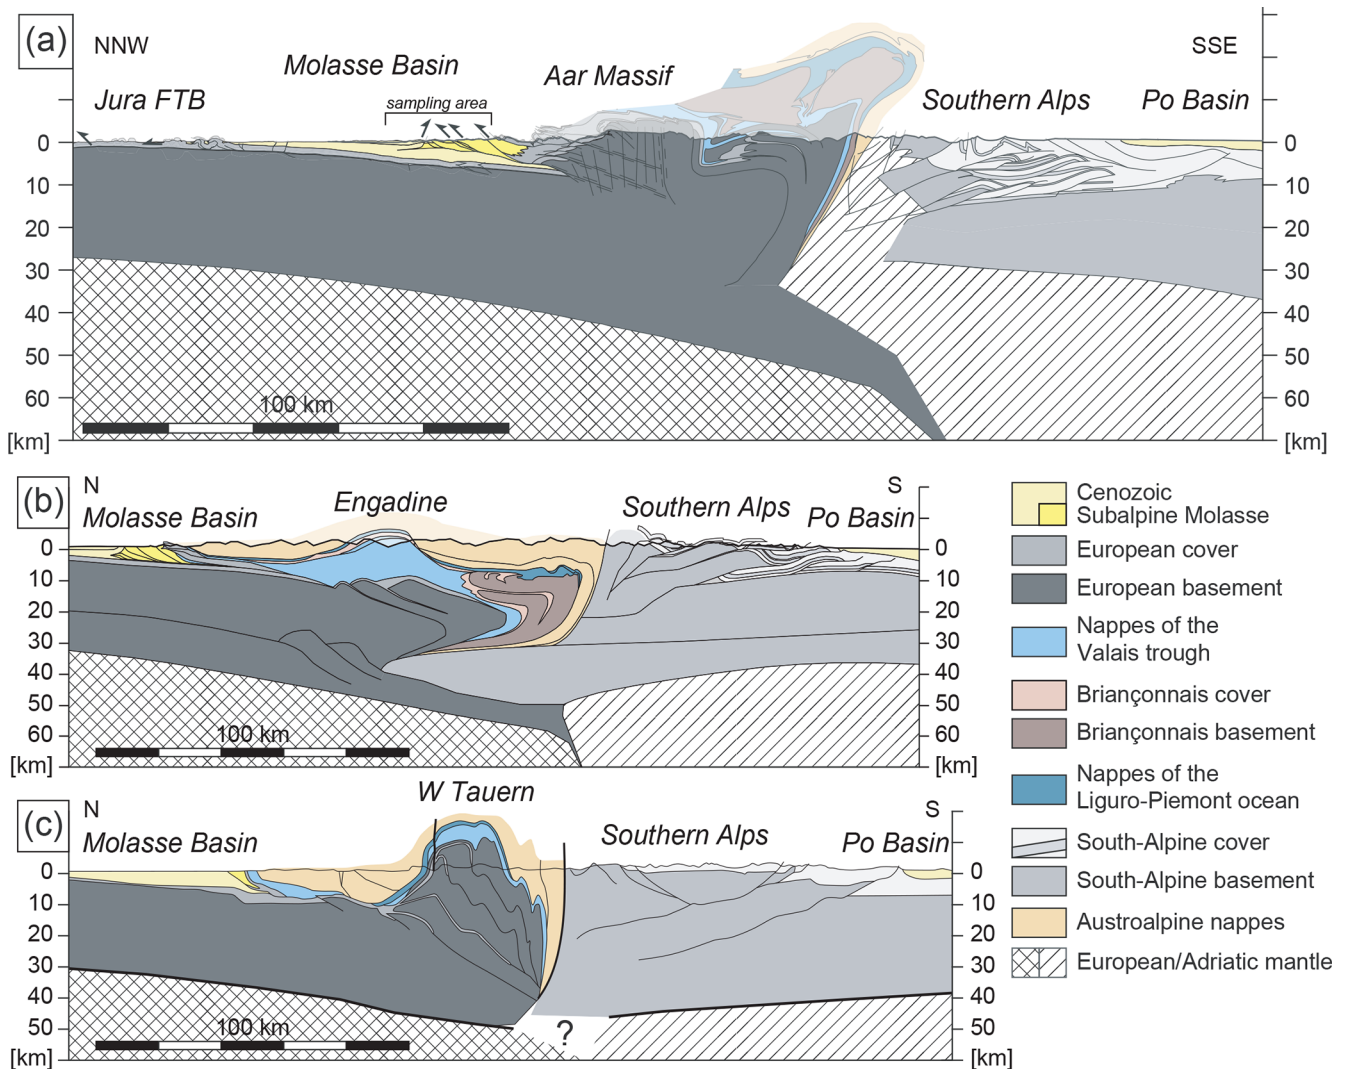 (a)
NNW
SSE
Molasse Basin
Aar Massif
Jura FTB
sampling area
Southern Alps
Po Basin
0
10
20
30
40
50
60
[km]
0
10
20
30
40
50
60
[km]
100 km
(b)
N
S
Engadine
Molasse Basin
Southern Alps
Po Basin
0
10
20
30
40
50
60
[km]
0
10
20
30
40
50
60
[km]
100 km
(c)
N
S
W Tauern
Molasse Basin
Southern Alps
Po Basin
0
10
20
30
40
50
[km]
0
10
20
30
40
50
[km]
100 km
?
Cenozoic
Subalpine Molasse
European cover
European basement
Nappes of the
Valais trough
Briançonnais cover
Briançonnais basement
Nappes of the
Liguro-Piemont ocean
South-Alpine cover
South-Alpine basement
Austroalpine nappes
European/Adriatic mantle